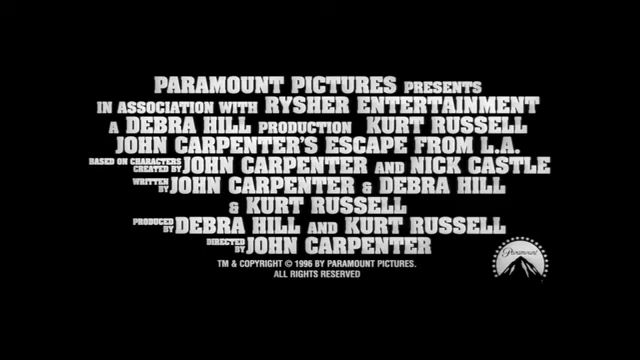 PARAMOUNT PICTURES PRESENTS
IN ASSOCIATION WITH RYSHER ENTERTAINMENT
A DEBRA HILL PRODUCTION KURT RUSSELL
JOHN CARPENTER'S ESCAPE FROM L.A.
BASED ON CHARACTERS CREATED BY JOHN CARPENTER AND NICK CASTLE
WRITTEN BY JOHN CARPENTER & DEBRA HILL
& KURT RUSSELL
PRODUCED BY DEBRA HILL AND KURT RUSSELL
DIRECTED BY JOHN CARPENTER
TM & COPYRIGHT © 1996 BY PARAMOUNT PICTURES.
ALL RIGHTS RESERVED
Paramount